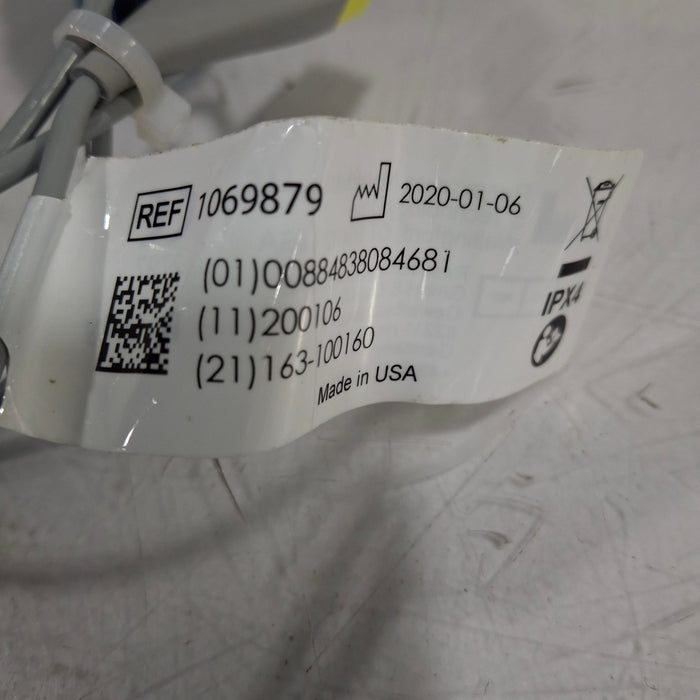 REF 1069879 2020-01-06
(01)00884838084681
(11)200106
(21)163-100160
Made in USA
IPX4